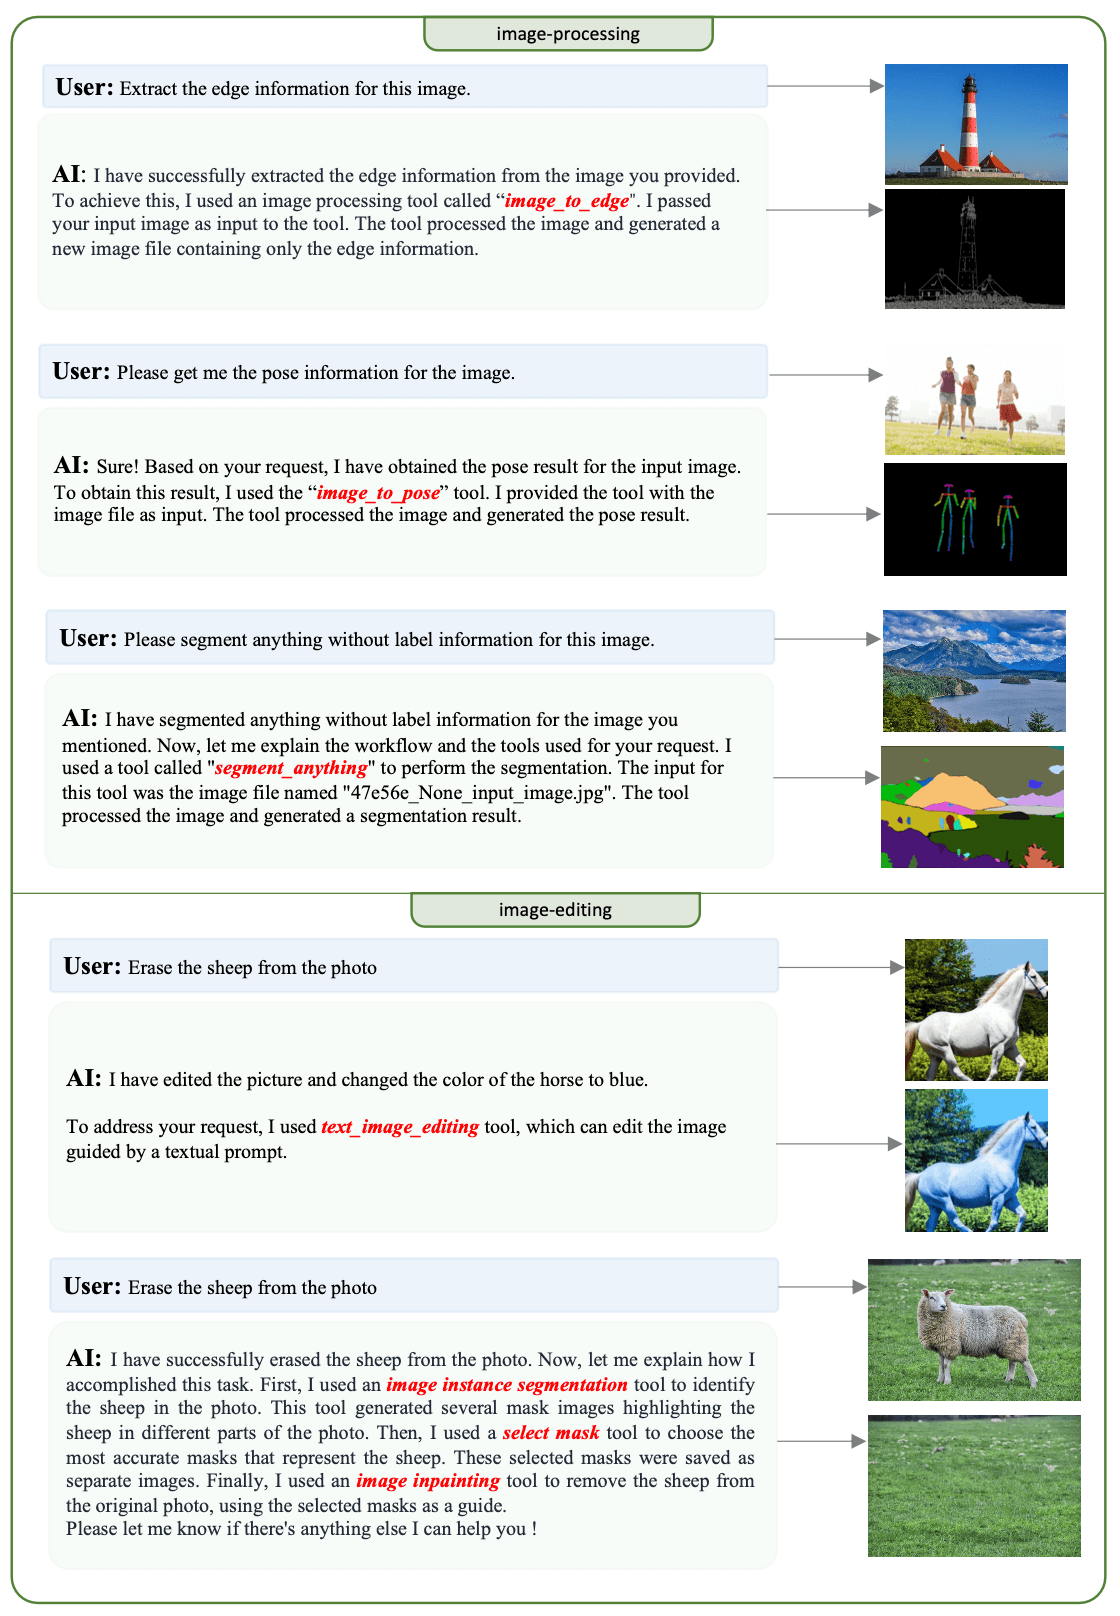 image-processing
User: Extract the edge information for this image.
AI: I have successfully extracted the edge information from the image you provided.
To achieve this, I used an image processing tool called “image_to_edge". I passed
your input image as input to the tool. The tool processed the image and generated a
new image file containing only the edge information.
User: Please get me the pose information for the image.
AI: Sure! Based on your request, I have obtained the pose result for the input image.
To obtain this result, I used the “image_to_pose” tool. I provided the tool with the
image file as input. The tool processed the image and generated the pose result.
User: Please segment anything without label information for this image.
AI: I have segmented anything without label information for the image you
mentioned. Now, let me explain the workflow and the tools used for your request. I
used a tool called "segment_anything" to perform the segmentation. The input for
this tool was the image file named "47e56e_None_input_image.jpg". The tool
processed the image and generated a segmentation result.
image-editing
User: Erase the sheep from the photo
AI: I have edited the picture and changed the color of the horse to blue.
To address your request, I used text_image_editing tool, which can edit the image
guided by a textual prompt.
User: Erase the sheep from the photo
AI: I have successfully erased the sheep from the photo. Now, let me explain how I
accomplished this task. First, I used an image instance segmentation tool to identify
the sheep in the photo. This tool generated several mask images highlighting the
sheep in different parts of the photo. Then, I used a select mask tool to choose the
most accurate masks that represent the sheep. These selected masks were saved as
separate images. Finally, I used an image inpainting tool to remove the sheep from
the original photo, using the selected masks as a guide.
Please let me know if there's anything else I can help you !